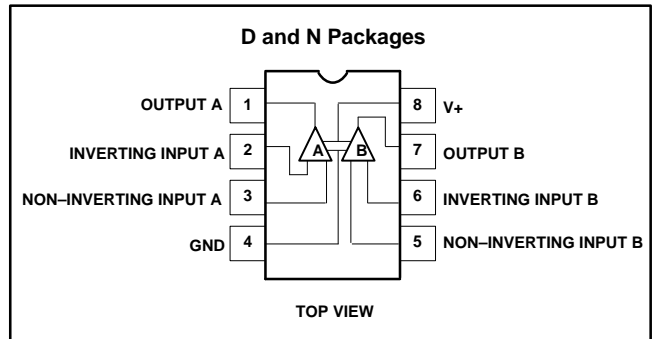 D and N Packages
OUTPUT A 1 8 V+
INVERTING INPUT A 2 A B 7 OUTPUT B
NON–INVERTING INPUT A 3 6 INVERTING INPUT B
GND 4 5 NON–INVERTING INPUT B
TOP VIEW